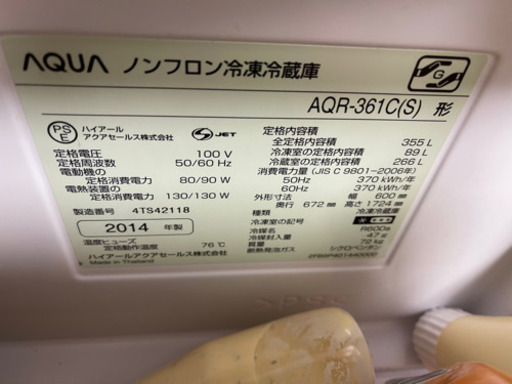 AQUA ノンフロン冷凍冷蔵庫
G
AQR-361C(S) 形
PSE ハイアール
アクアセールス株式会社
S JET
定格電圧 100 V
定格周波数 50/60 Hz
電動機の
定格消費電力 80/90 W
電熱装置の
定格消費電力 130/130 W
製造番号 4TS42118
2014 年製
温度ヒューズ
定格動作温度 76℃
ハイアールアクアセールス株式会社
Made in Thailand
定格内容積
全定格内容積 355 L
冷凍室の定格内容積 89 L
冷蔵室の定格内容積 266 L
消費電力量(JIS C 9801-2006年)
50Hz 370 kWh/年
60Hz 370 kWh/年
外形寸法 幅 600 mm
奥行 672 mm 高さ 1724 mm
種類 冷凍冷蔵庫
冷凍室の記号
冷媒 R600a
冷媒封入量 47 g
質量 72 kg
断熱発泡ガス シクロペンタン